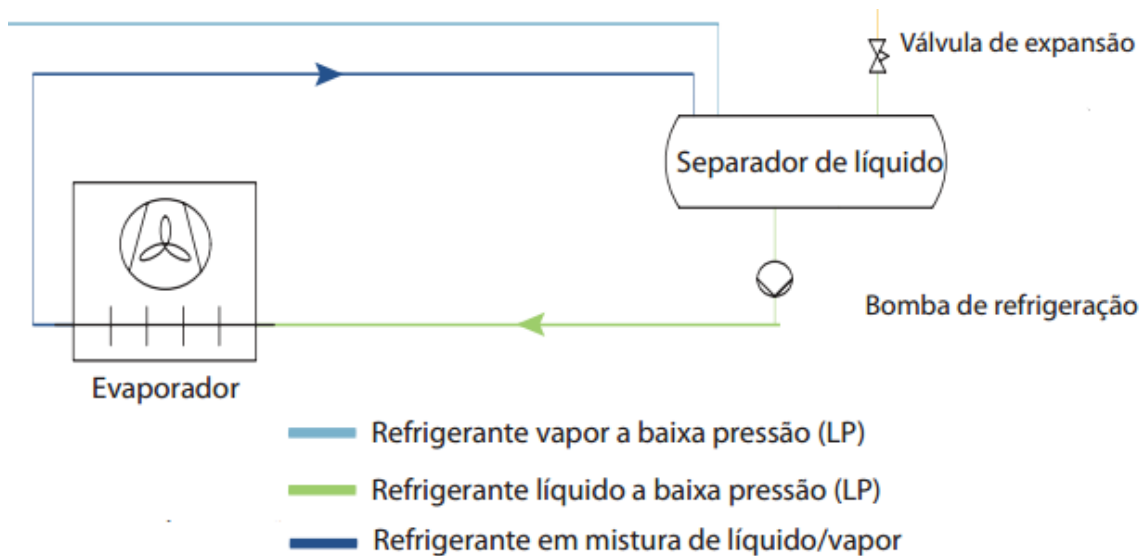 Válvula de expansão
Separador de líquido
Bomba de refrigeração
Evaporador
Refrigerante vapor a baixa pressão (LP)
Refrigerante líquido a baixa pressão (LP)
Refrigerante em mistura de líquido/vapor